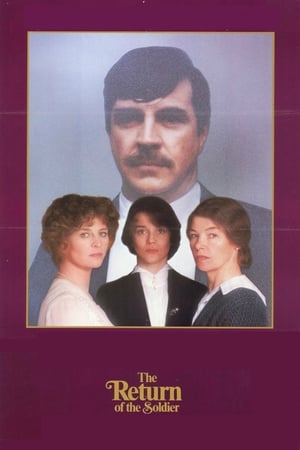 The
Return
of the Soldier